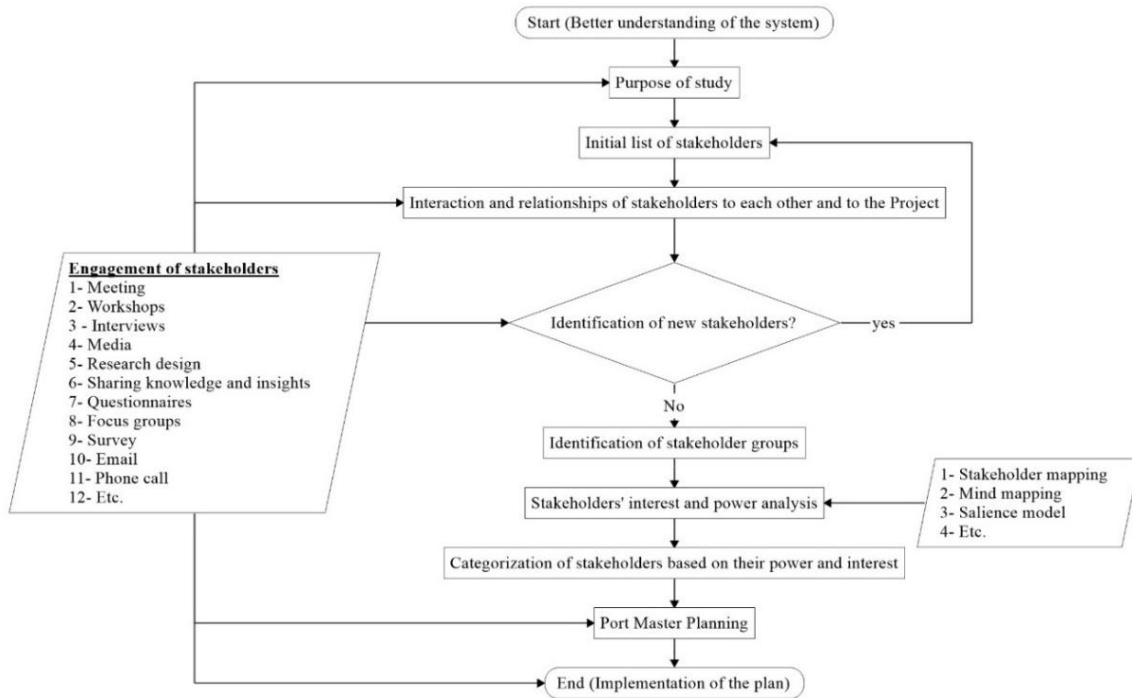 Start (Better understanding of the system)
Purpose of study
Initial list of stakeholders
Interaction and relationships of stakeholders to each other and to the Project
Engagement of stakeholders
1- Meeting
2- Workshops
3 - Interviews
4- Media
5- Research design
6- Sharing knowledge and insights
7- Questionnaires
8- Focus groups
9- Survey
10- Email
11- Phone call
12- Etc.
Identification of new stakeholders?
yes
No
Identification of stakeholder groups
Stakeholders' interest and power analysis
1- Stakeholder mapping
2- Mind mapping
3- Salience model
4- Etc.
Categorization of stakeholders based on their power and interest
Port Master Planning
End (Implementation of the plan)